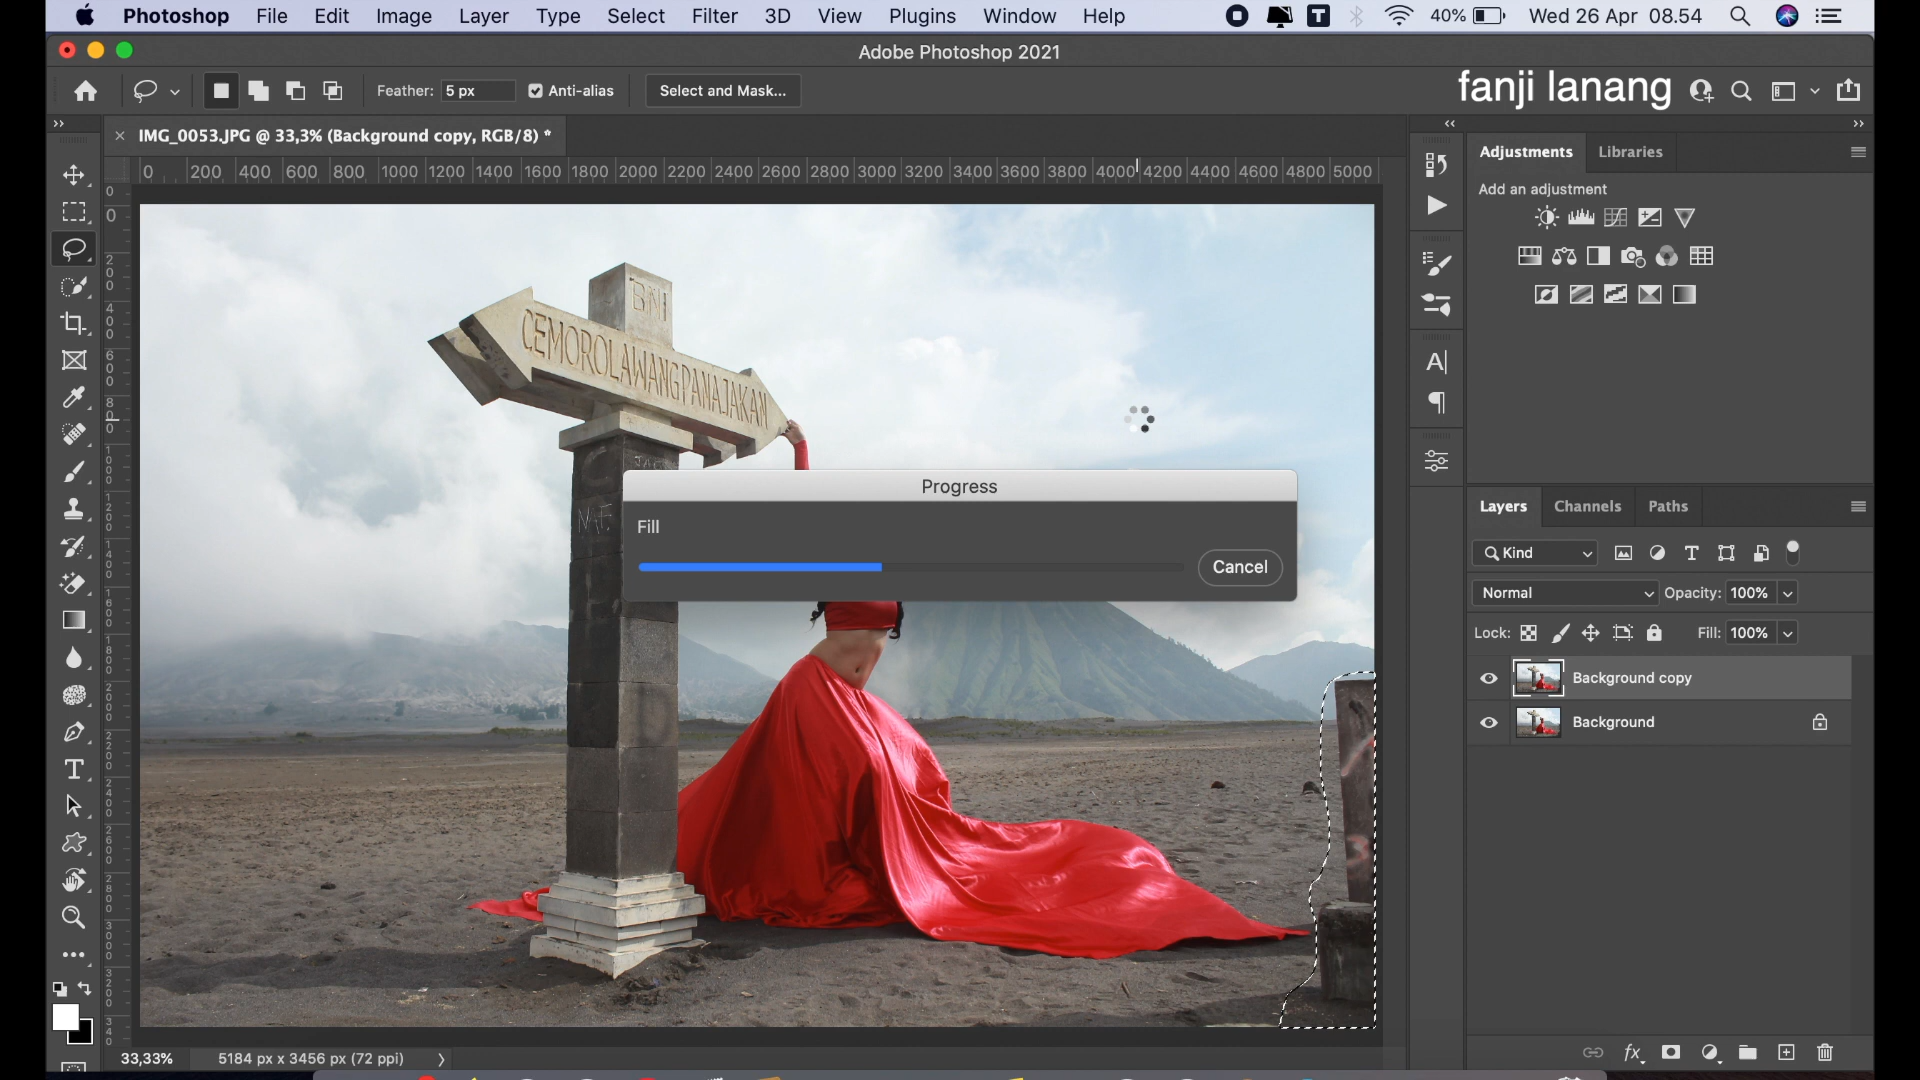 Photoshop File Edit Image Layer Type Select Filter 3D View Plugins Window Help 40% Wed 26 Apr 08.54
Adobe Photoshop 2021
Feather: 5 px Anti-alias Select and Mask... fanji lanang
IMG_0053.JPG @ 33,3% (Background copy, RGB/8) *
0 200 400 600 800 1000 1200 1400 1600 1800 2000 2200 2400 2600 2800 3000 3200 3400 3600 3800 4000 4200 4400 4600 4800 5000
Adjustments Libraries
Add an adjustment
BNI
CEMOROLAWANG PANAJAKAN
Progress
Fill
Cancel
Layers Channels Paths
Kind
Normal Opacity: 100%
Lock: Fill: 100%
Background copy
Background
33,33% 5184 px x 3456 px (72 ppi)